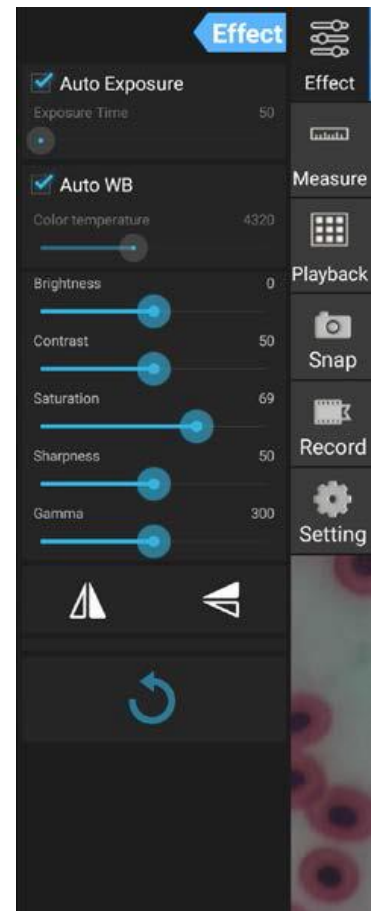 Effect
Auto Exposure
Exposure Time 50
Auto WB
Color temperature 4320
Brightness 0
Contrast 50
Saturation 69
Sharpness 50
Gamma 300
Effect
Measure
Playback
Snap
Record
Setting